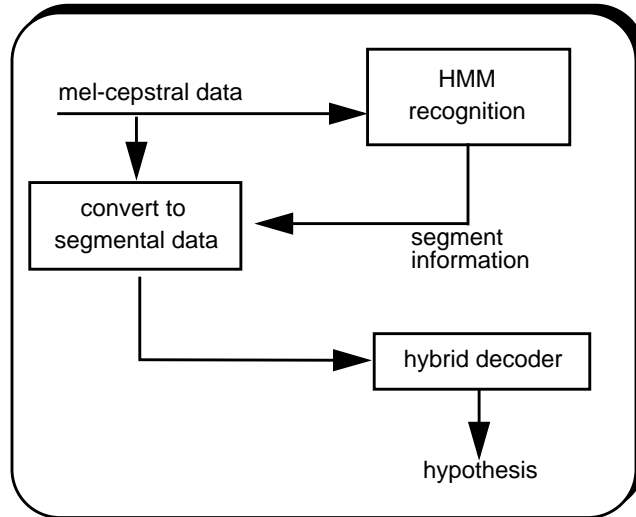 mel-cepstral data
HMM
recognition
convert to
segmental data
segment
information
hybrid decoder
hypothesis